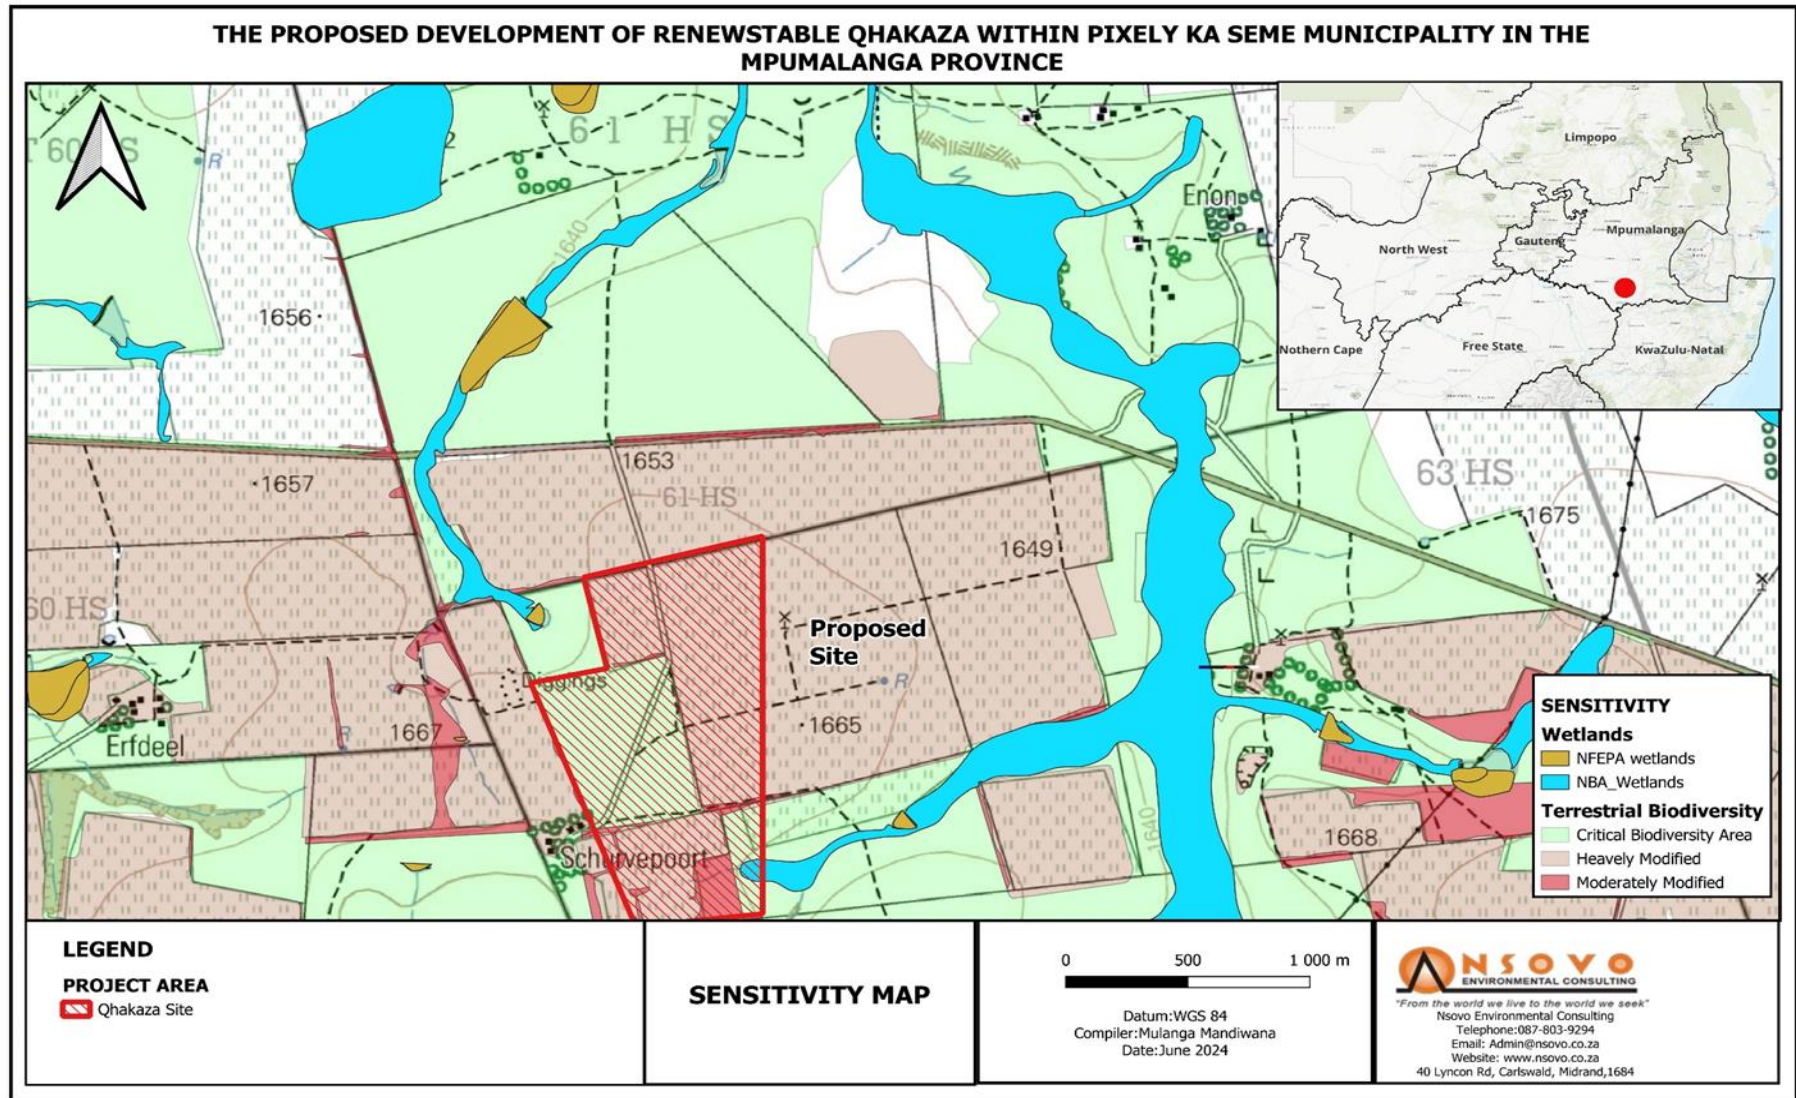 THE PROPOSED DEVELOPMENT OF RENEWSTABLE QHAKAZA WITHIN PIXELY KA SEME MUNICIPALITY IN THE
MPUMALANGA PROVINCE
61 H S
Enon
1640
1656
1653
1657
61-HS
63 HS
1675
1649
60 HS
Proposed
Site
Diggings
R
1665
1667
Erfdeel
R
Schurvepoort
1640
1668
R
Limpopo
North West
Gauteng
Mpumalanga
Nothern Cape
Free State
KwaZulu-Natal
SENSITIVITY
Wetlands
NFEPA wetlands
NBA_Wetlands
Terrestrial Biodiversity
Critical Biodiversity Area
Heavely Modified
Moderately Modified
LEGEND
PROJECT AREA
Qhakaza Site
SENSITIVITY MAP
0 500 1 000 m
Datum:WGS 84
Compiler:Mulanga Mandiwana
Date:June 2024
NSOVO
ENVIRONMENTAL CONSULTING
"From the world we live to the world we seek"
Nsovo Environmental Consulting
Telephone:087-803-9294
Email: Admin@nsovo.co.za
Website: www.nsovo.co.za
40 Lyncon Rd, Carlswald, Midrand,1684